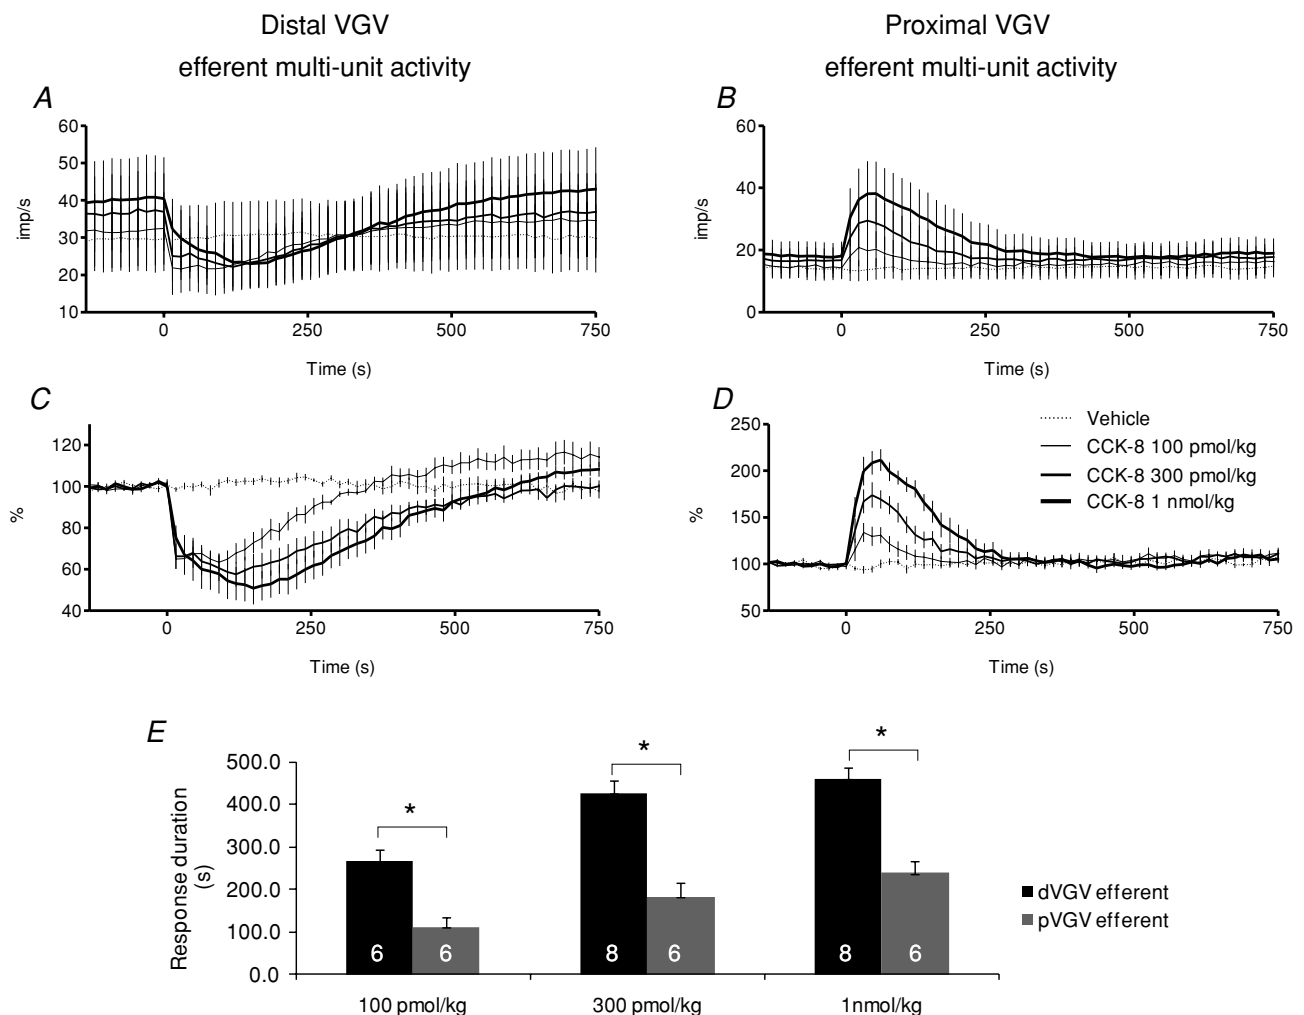 Distal VGV
efferent multi-unit activity
Proximal VGV
efferent multi-unit activity
A
60
50
40
30
20
10
imp/s
0 250 500 750
Time (s)
B
60
40
20
0
imp/s
0 250 500 750
Time (s)
C
120
100
80
60
40
%
0 250 500 750
Time (s)
D
250
200
150
100
50
%
0 250 500 750
Time (s)
Vehicle
CCK-8 100 pmol/kg
CCK-8 300 pmol/kg
CCK-8 1 nmol/kg
E
Response duration
(s)
500.0
400.0
300.0
200.0
100.0
0.0
* * *
6 6 8 6 8 6
100 pmol/kg 300 pmol/kg 1nmol/kg
dVGV efferent
pVGV efferent